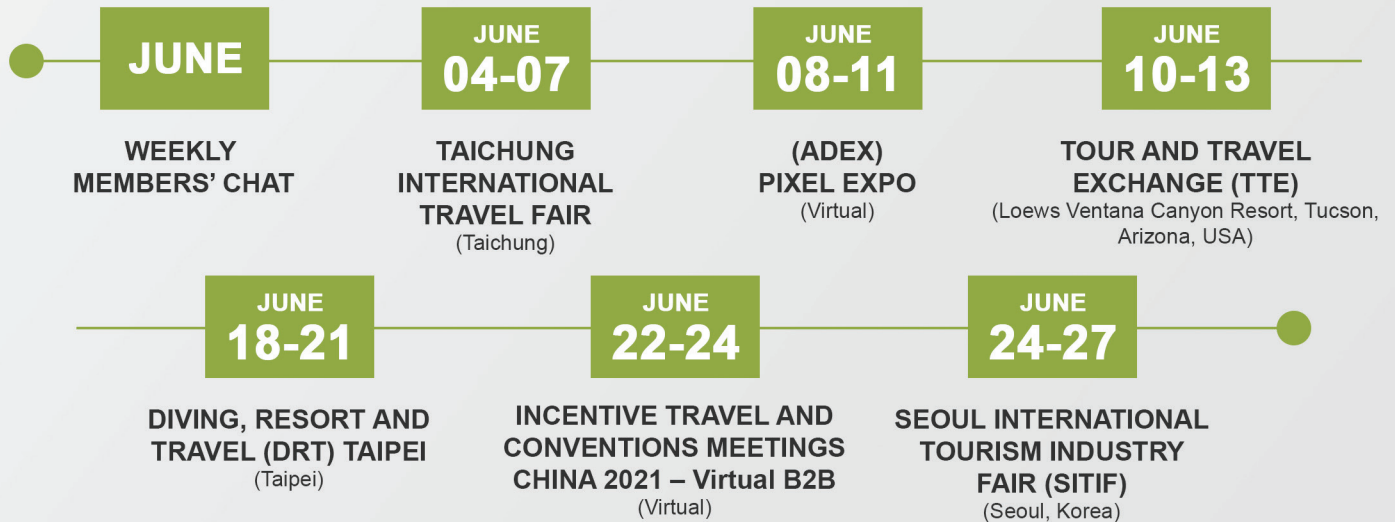 JUNE
WEEKLY
MEMBERS’ CHAT
JUNE
04-07
TAICHUNG
INTERNATIONAL
TRAVEL FAIR
(Taichung)
JUNE
08-11
(ADEX)
PIXEL EXPO
(Virtual)
JUNE
10-13
TOUR AND TRAVEL
EXCHANGE (TTE)
(Loews Ventana Canyon Resort, Tucson,
Arizona, USA)
JUNE
18-21
DIVING, RESORT AND
TRAVEL (DRT) TAIPEI
(Taipei)
JUNE
22-24
INCENTIVE TRAVEL AND
CONVENTIONS MEETINGS
CHINA 2021 – Virtual B2B
(Virtual)
JUNE
24-27
SEOUL INTERNATIONAL
TOURISM INDUSTRY
FAIR (SITIF)
(Seoul, Korea)